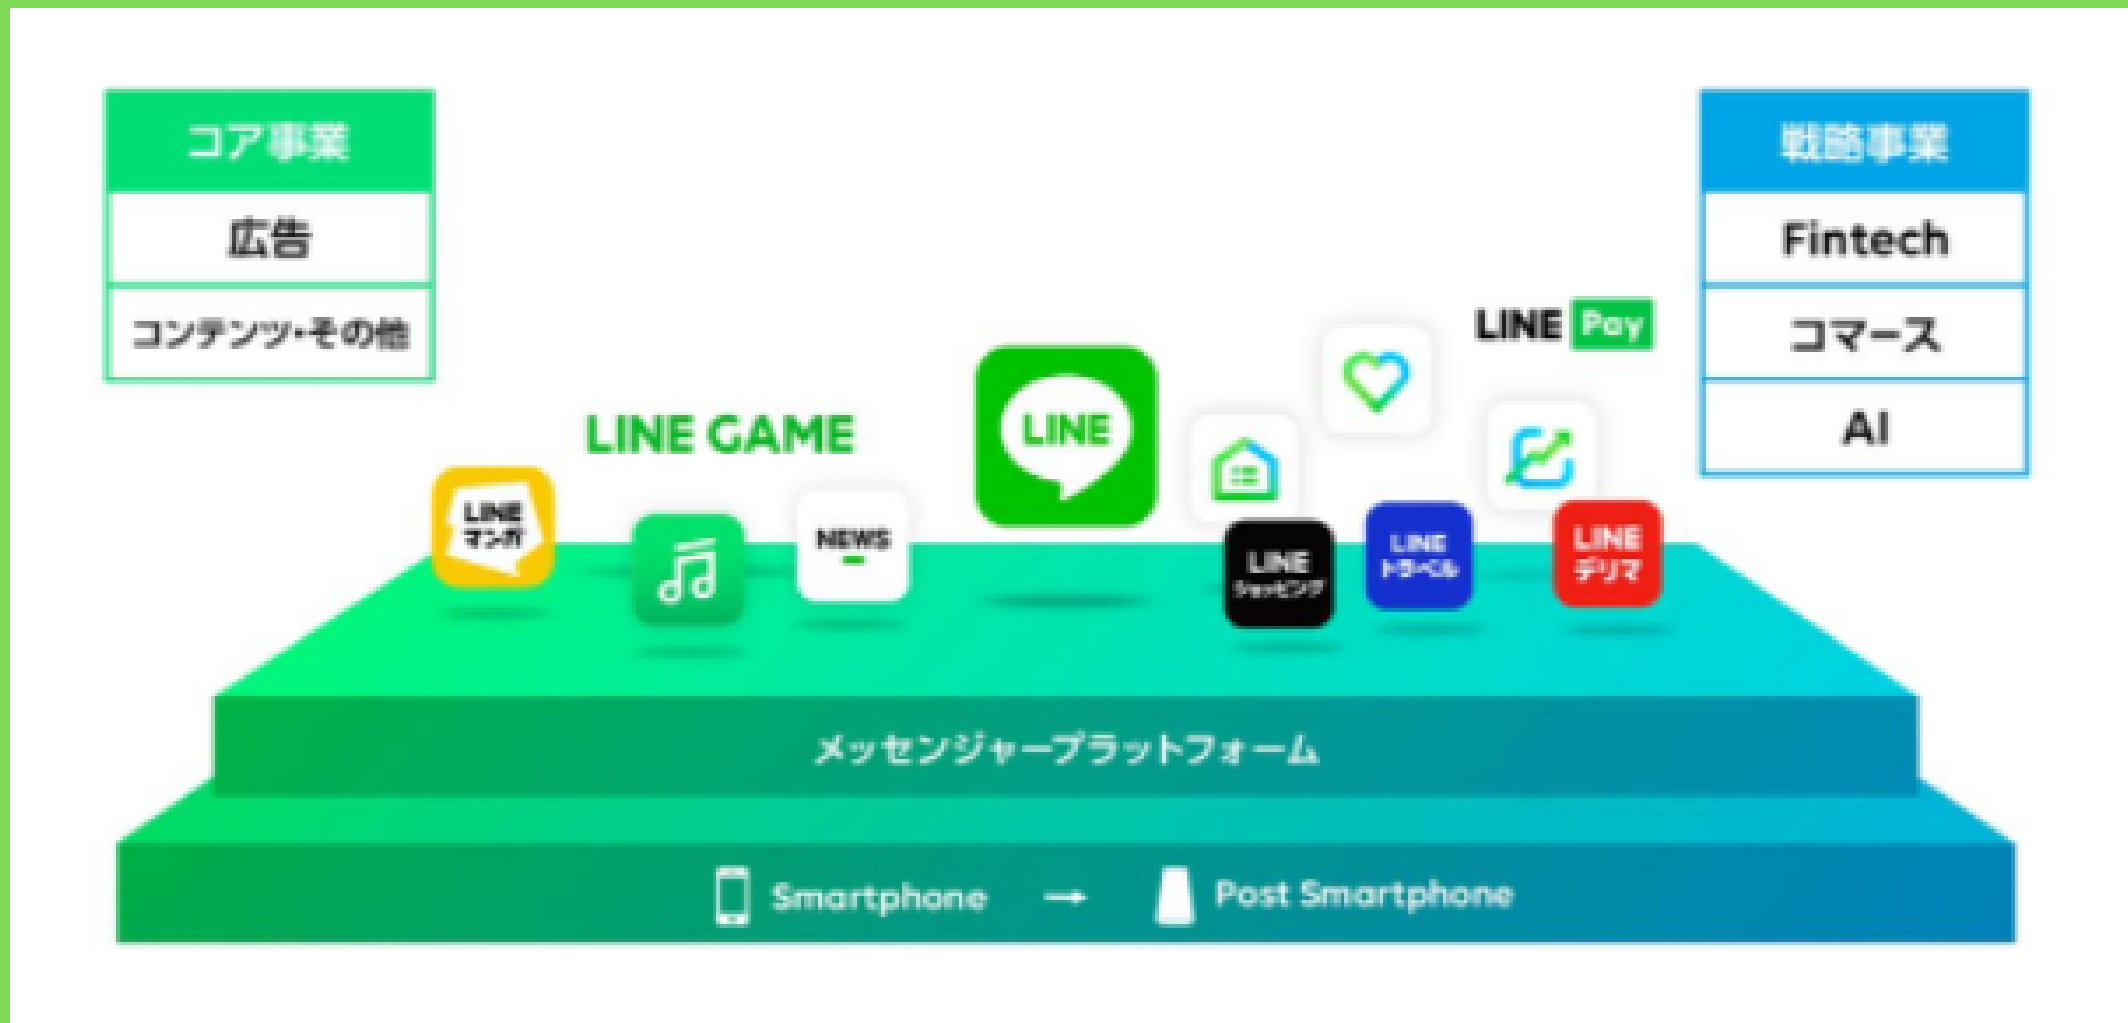 コア事業
広告
コンテンツ・その他
戦略事業
Fintech
コマース
AI
LINE Pay
LINE
LINE GAME
LINE
マンガ
NEWS
LINE
ショッピング
LINE
トラベル
LINE
デリマ
メッセンジャープラットフォーム
Smartphone → Post Smartphone